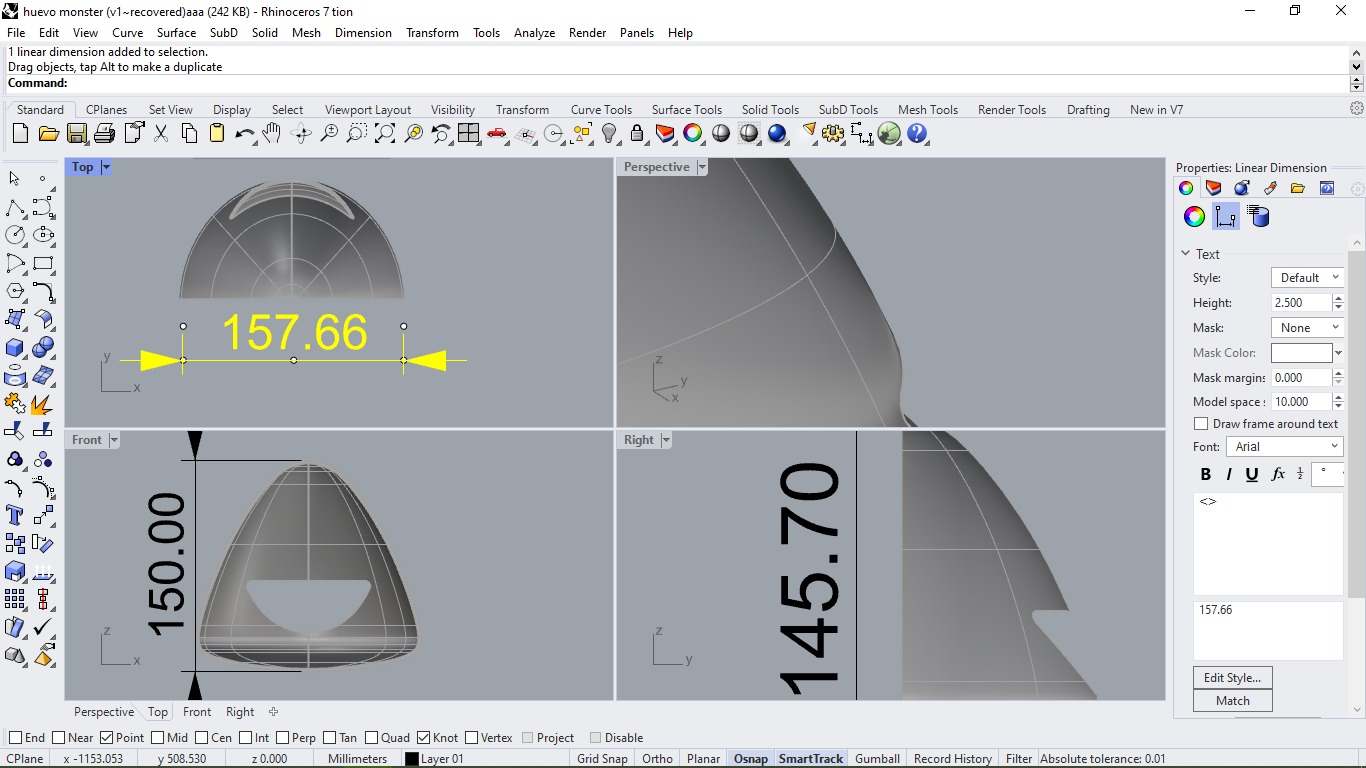 huevo monster (v1~recovered)aaa (242 KB) - Rhinoceros 7 tion
File Edit View Curve Surface SubD Solid Mesh Dimension Transform Tools Analyze Render Panels Help
1 linear dimension added to selection.
Drag objects, tap Alt to make a duplicate
Command:
Standard CPlanes Set View Display Select Viewport Layout Visibility Transform Curve Tools Surface Tools Solid Tools SubD Tools Mesh Tools Render Tools Drafting New in V7
Top
157.66
y
x
Perspective
z
y
x
Front
150.00
z
x
Right
145.70
z
y
Properties: Linear Dimension
Text
Style: Default
Height: 2.500
Mask: None
Mask Color:
Mask margins 0.000
Model space : 10.000
Draw frame around text
Font: Arial
B I U fx ½ °
<>
157.66
Edit Style...
Match
Perspective Top Front Right
End Near Point Mid Cen Int Perp Tan Quad Knot Vertex Project Disable
CPlane x -1153.053 y 508.530 z 0.000 Millimeters Layer 01 Grid Snap Ortho Planar Osnap SmartTrack Gumball Record History Filter Absolute tolerance: 0.01